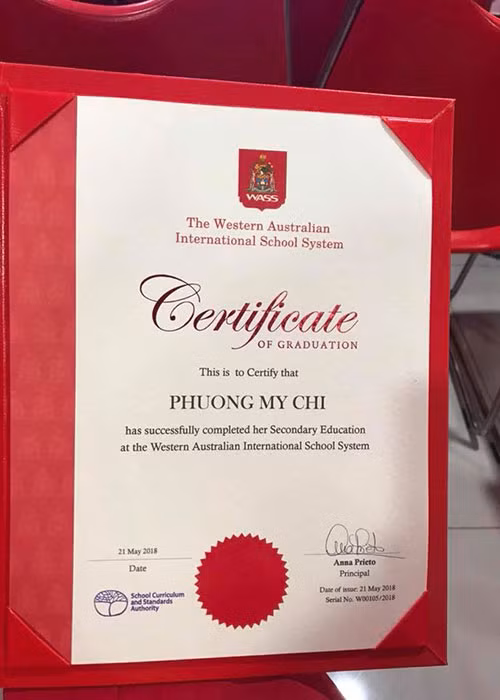 WASS
The Western Australian
International School System
Certificate
OF GRADUATION
This is to Certify that
PHUONG MY CHI
has successfully completed her Secondary Education
at the Western Australian International School System
21 May 2018
Date
School Curriculum
and Standards
Authority
Anna Prieto
Principal
Date of issue: 21 May 2018
Serial No. W00105/2018